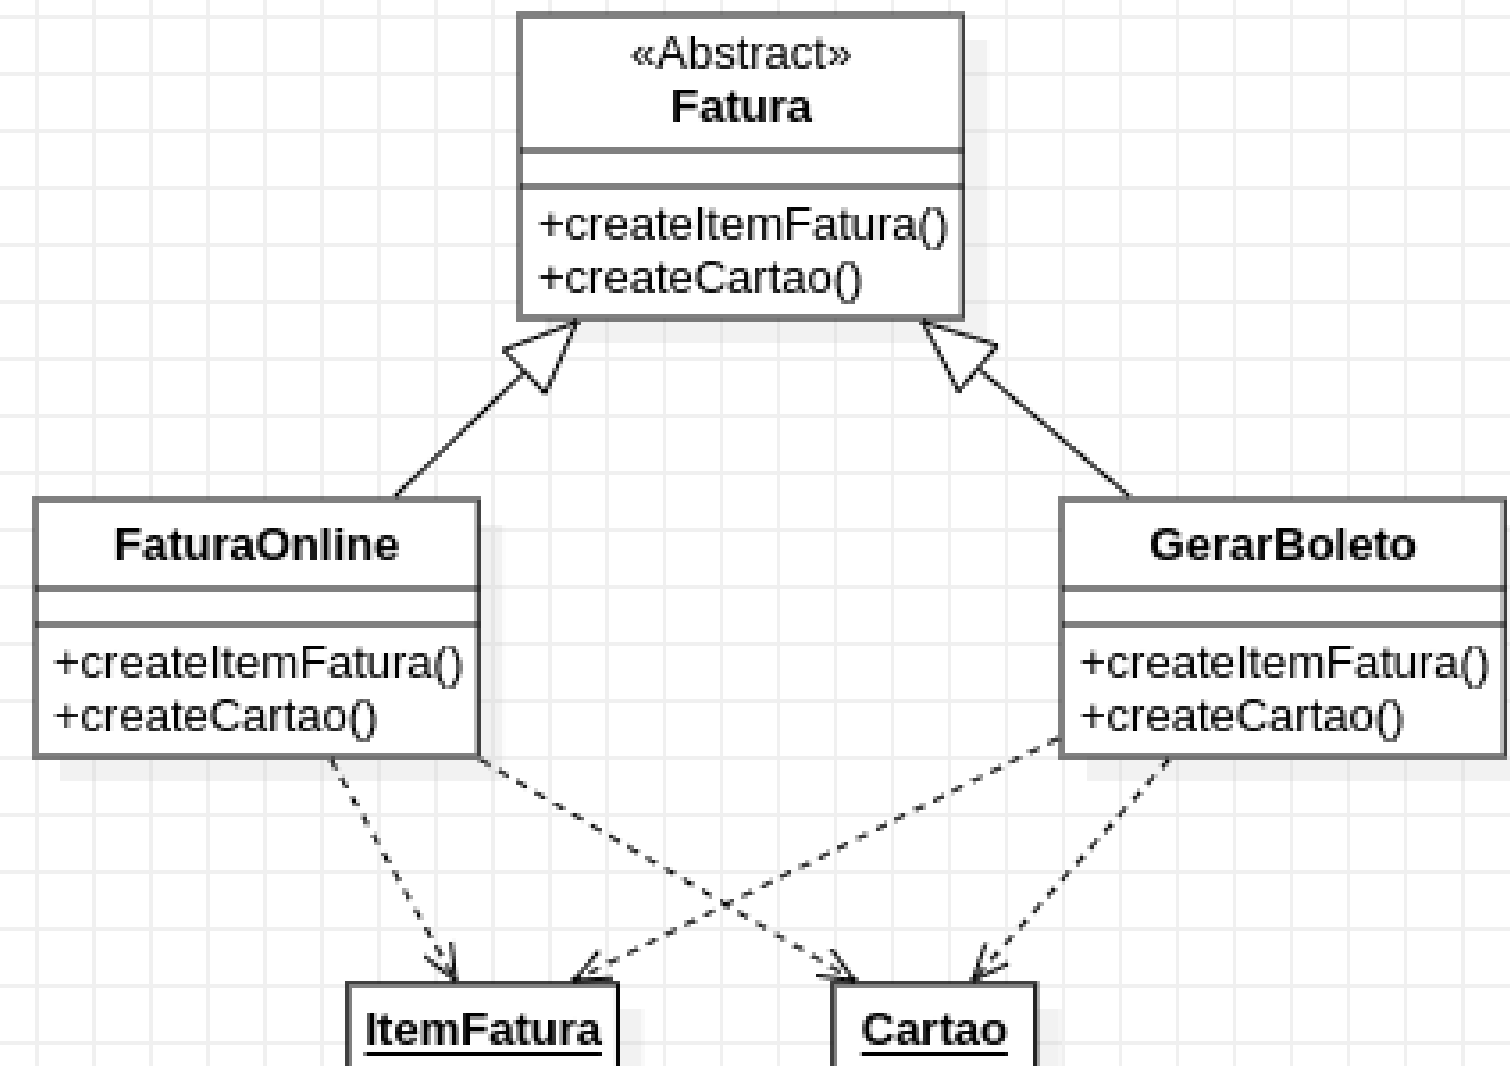 «Abstract»
Fatura
+createItemFatura()
+createCartao()
FaturaOnline
+createItemFatura()
+createCartao()
GerarBoleto
+createItemFatura()
+createCartao()
ItemFatura
Cartao